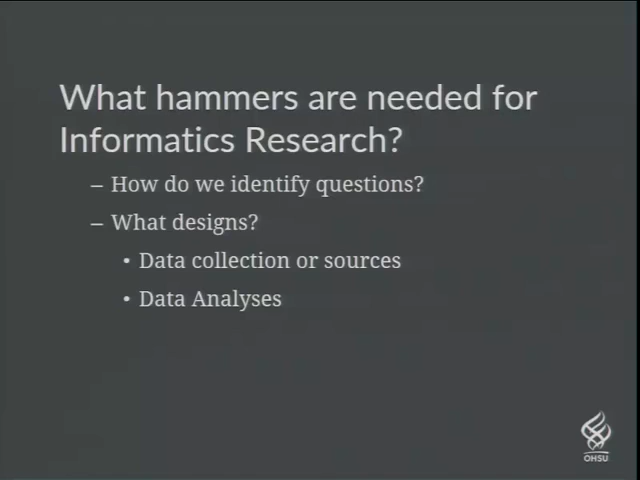 What hammers are needed for
Informatics Research?
– How do we identify questions?
– What designs?
• Data collection or sources
• Data Analyses
OHSU